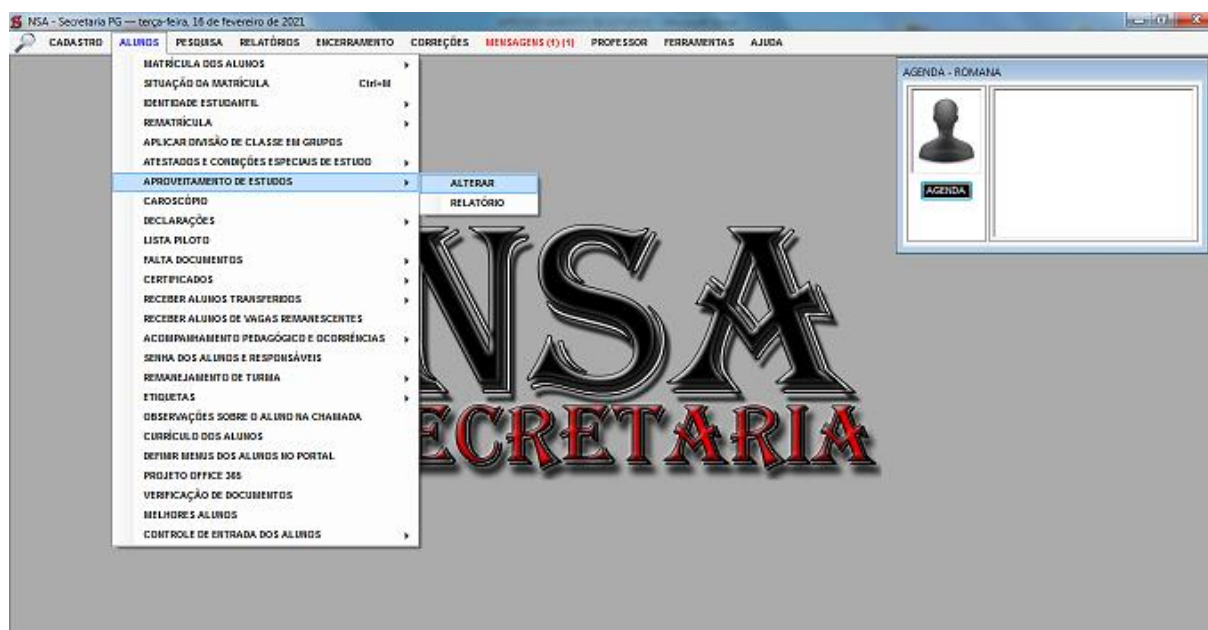 NSA - Secretaria PG — terça-feira, 16 de fevereiro de 2021
CADASTRO ALUNOS PESQUISA RELATÓRIOS ENCERRAMENTO CORREÇÕES MENSAGENS (1) (1) PROFESSOR FERRAMENTAS AJUDA
MATRÍCULA DOS ALUNOS
SITUAÇÃO DA MATRÍCULA Ctrl+M
IDENTIDADE ESTUDANTIL
REMATRÍCULA
APLICAR DIVISÃO DE CLASSE EM GRUPOS
ATESTADOS E CONDIÇÕES ESPECIAIS DE ESTUDO
APROVEITAMENTO DE ESTUDOS
CAROSCÓPIO
DECLARAÇÕES
LISTA PILOTO
FALTA DOCUMENTOS
CERTIFICADOS
RECEBER ALUNOS TRANSFERIDOS
RECEBER ALUNOS DE VAGAS REMANESCENTES
ACOMPANHAMENTO PEDAGÓGICO E OCORRÊNCIAS
SENHA DOS ALUNOS E RESPONSÁVEIS
REMANEJAMENTO DE TURMA
ETIQUETAS
OBSERVAÇÕES SOBRE O ALUNO NA CHAMADA
CURRÍCULO DOS ALUNOS
DEFINIR MENUS DOS ALUNOS NO PORTAL
PROJETO OFFICE 365
VERIFICAÇÃO DE DOCUMENTOS
MELHORES ALUNOS
CONTROLE DE ENTRADA DOS ALUNOS
ALTERAR
RELATÓRIO
AGENDA - ROMANA
AGENDA
NSA
ECRETARIA